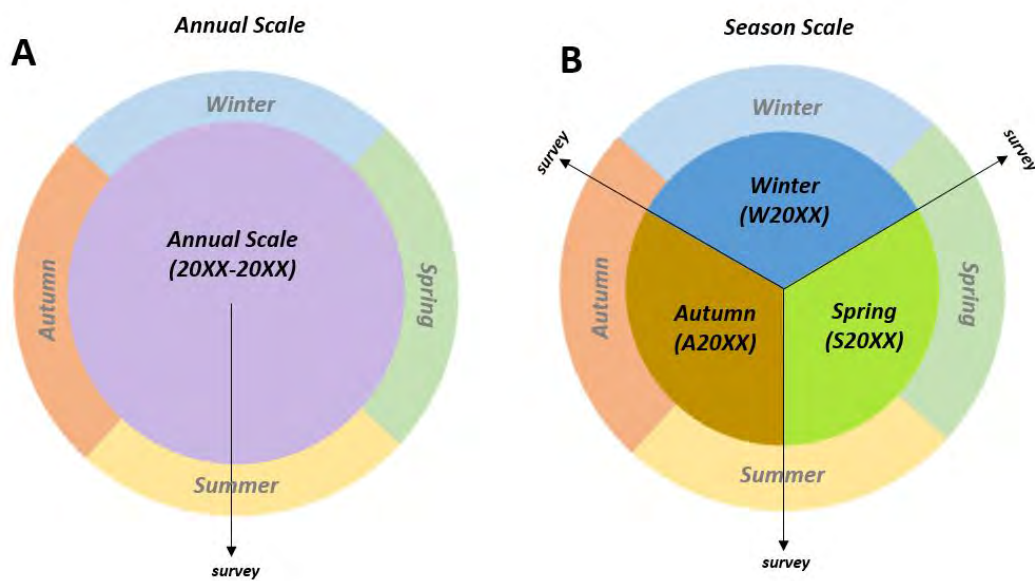 Annual Scale
A
Winter
Annual Scale
(20XX-20XX)
Autumn
Spring
Summer
survey
Season Scale
B
Winter
survey
survey
Winter
(W20XX)
Autumn
Autumn
(A20XX)
Spring
(S20XX)
Spring
Summer
survey